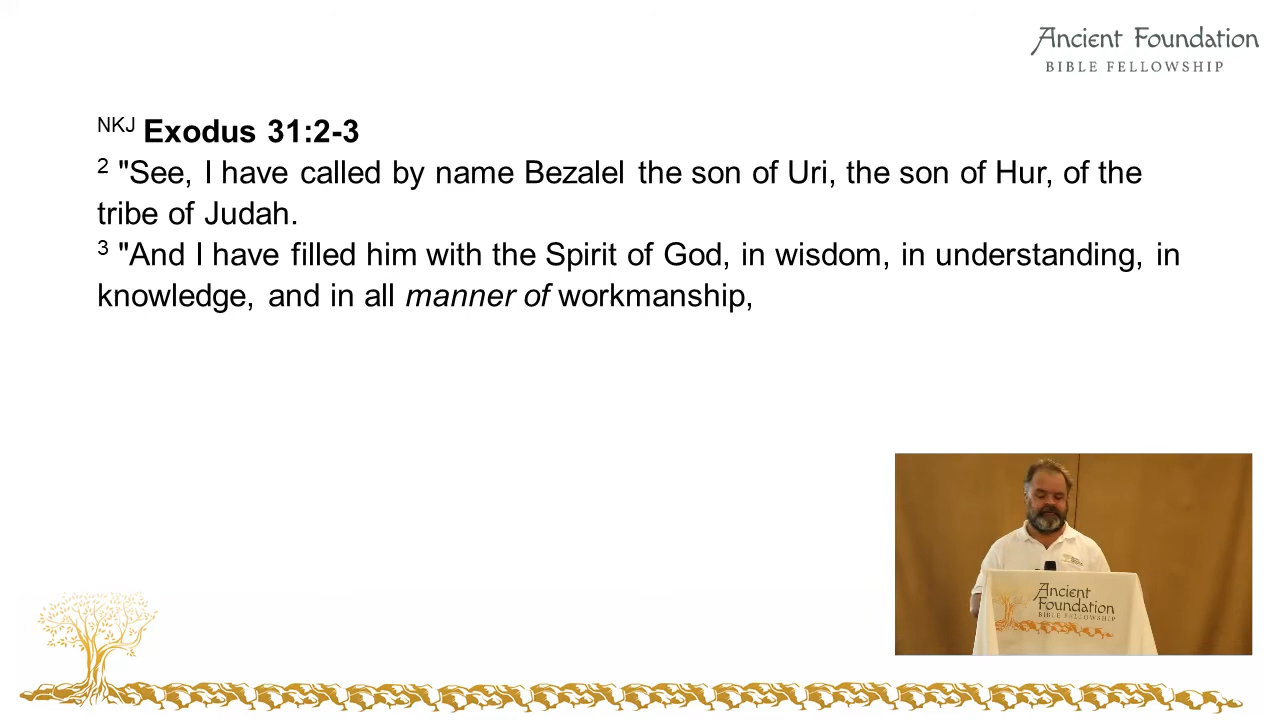 Ancient Foundation
BIBLE FELLOWSHIP
NKJ Exodus 31:2-3
2 "See, I have called by name Bezalel the son of Uri, the son of Hur, of the
tribe of Judah.
3 "And I have filled him with the Spirit of God, in wisdom, in understanding, in
knowledge, and in all manner of workmanship,
Ancient
Foundation
BIBLE FELLOWSHIP